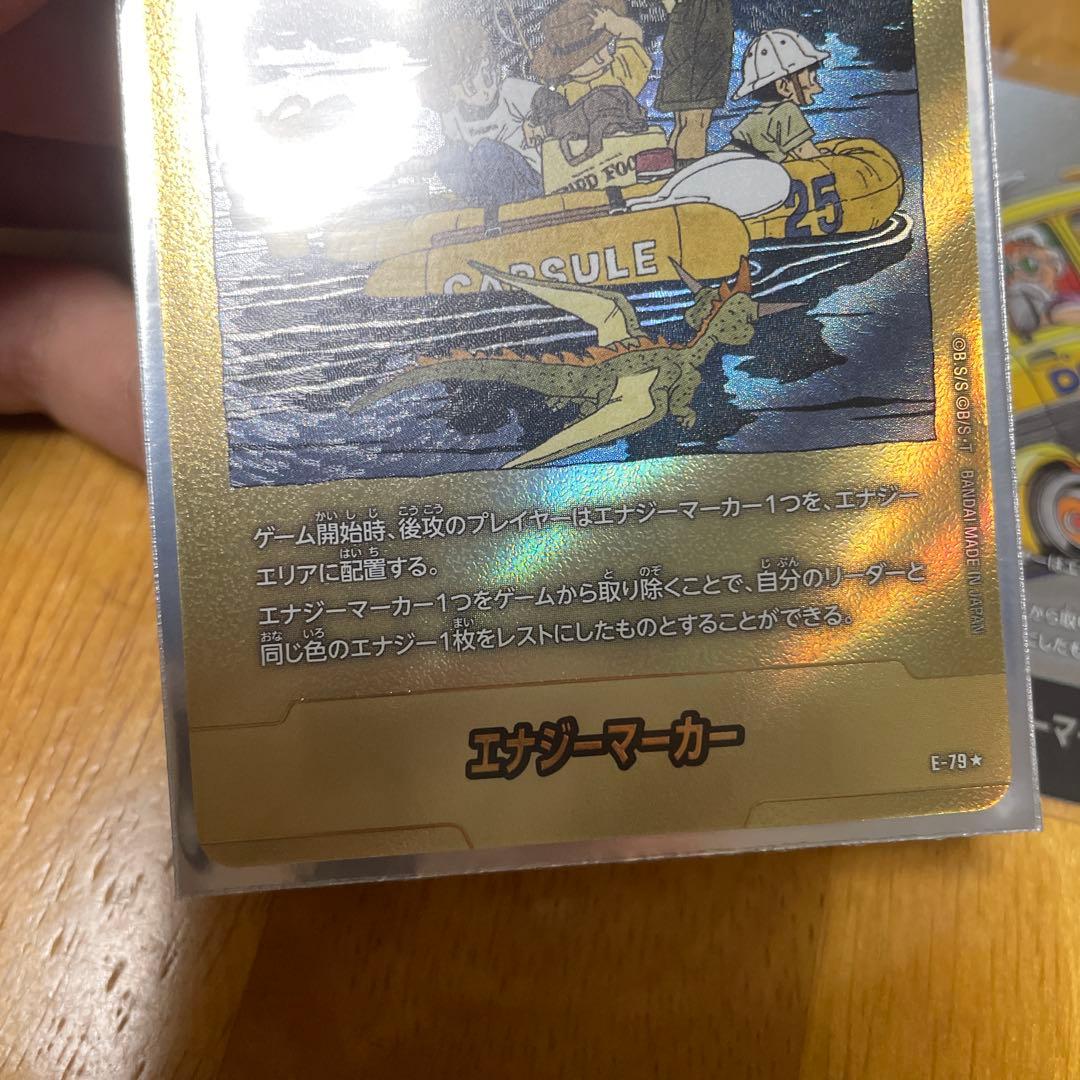 FOO
25
CAPSULE
©B.S/S ©B/S・T BANDAI MADE IN JAPAN
ゲーム開始時、後攻のプレイヤーはエナジーマーカー1つを、エナジー
エリアに配置する。
エナジーマーカー1つをゲームから取り除くことで、自分のリーダーと
同じ色のエナジー1枚をレストにしたものとすることができる。
エナジーマーカー
E-79★